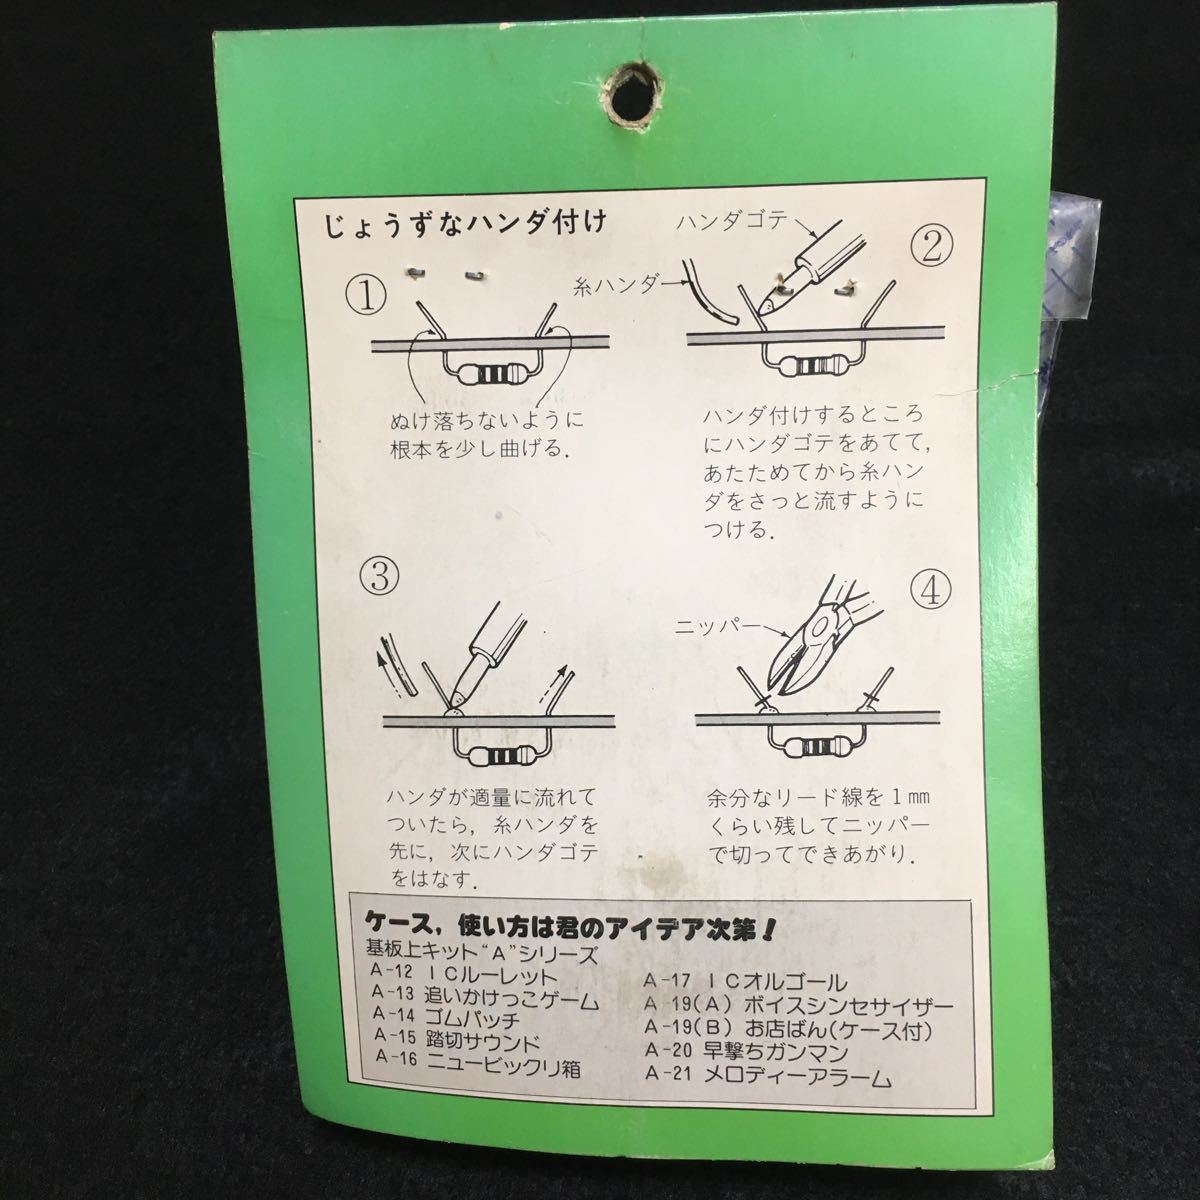 じょうずなハンダ付け
①
ぬけ落ちないように
根本を少し曲げる．
ハンダゴテ
糸ハンダ
②
ハンダ付けするところ
にハンダゴテをあてて，
あたためてから糸ハン
ダをさっと流すように
つける．
③
ハンダが適量に流れて
ついたら，糸ハンダを
先に，次にハンダゴテ
をはなす．
④
ニッパー
余分なリード線を1mm
くらい残してニッパー
で切ってできあがり．
ケース，使い方は君のアイデア次第！
基板上キット“A”シリーズ
A-12 ICルーレット
A-13 追いかけっこゲーム
A-14 ゴムパッチ
A-15 踏切サウンド
A-16 ニュービックリ箱
A-17 ICオルゴール
A-19(A) ボイスシンセサイザー
A-19(B) お店ばん(ケース付)
A-20 早撃ちガンマン
A-21 メロディーアラーム